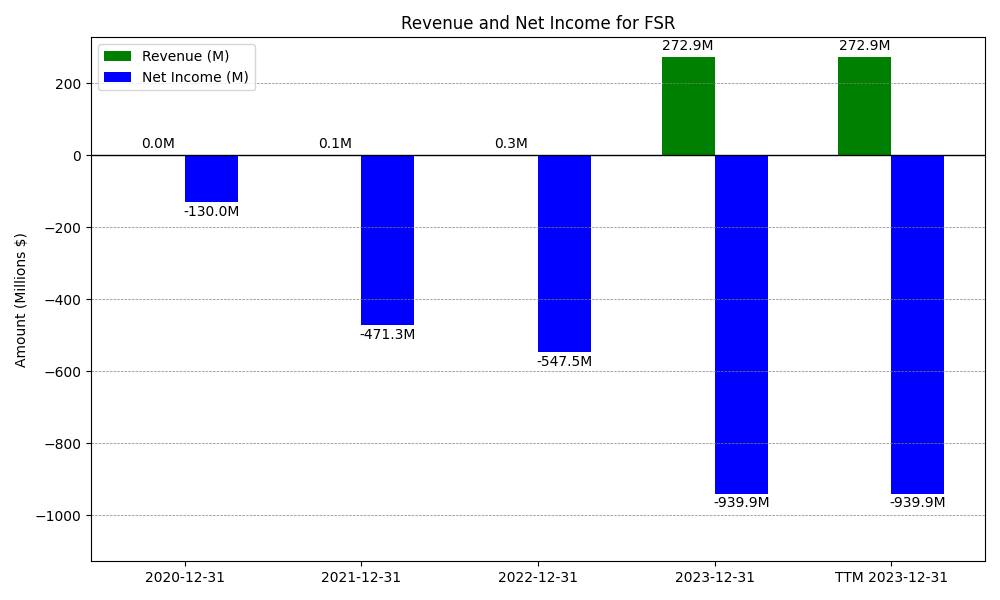 Revenue and Net Income for FSR
Revenue (M)
Net Income (M)
272.9M
272.9M
0.0M
0.1M
0.3M
-130.0M
-471.3M
-547.5M
-939.9M
-939.9M
200
0
−200
−400
−600
−800
−1000
Amount (Millions $)
2020-12-31
2021-12-31
2022-12-31
2023-12-31
TTM 2023-12-31